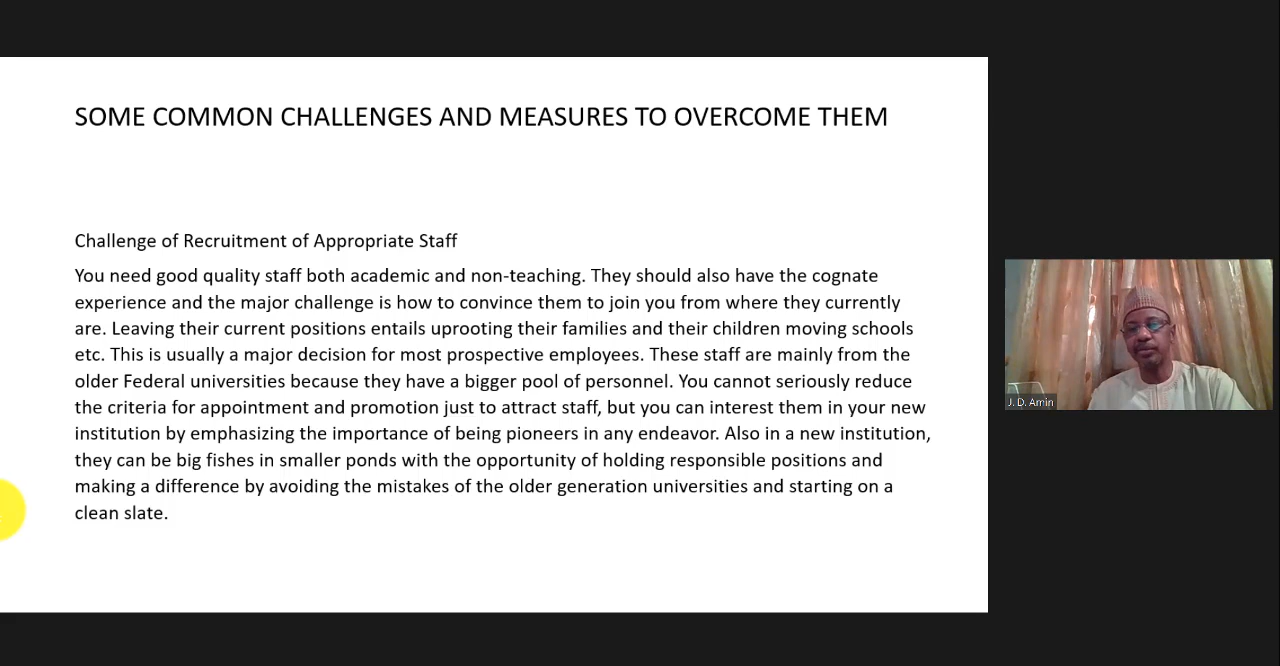 SOME COMMON CHALLENGES AND MEASURES TO OVERCOME THEM
Challenge of Recruitment of Appropriate Staff
You need good quality staff both academic and non-teaching. They should also have the cognate
experience and the major challenge is how to convince them to join you from where they currently
are. Leaving their current positions entails uprooting their families and their children moving schools
etc. This is usually a major decision for most prospective employees. These staff are mainly from the
older Federal universities because they have a bigger pool of personnel. You cannot seriously reduce
the criteria for appointment and promotion just to attract staff, but you can interest them in your new
institution by emphasizing the importance of being pioneers in any endeavor. Also in a new institution,
they can be big fishes in smaller ponds with the opportunity of holding responsible positions and
making a difference by avoiding the mistakes of the older generation universities and starting on a
clean slate.
J. D. Amin